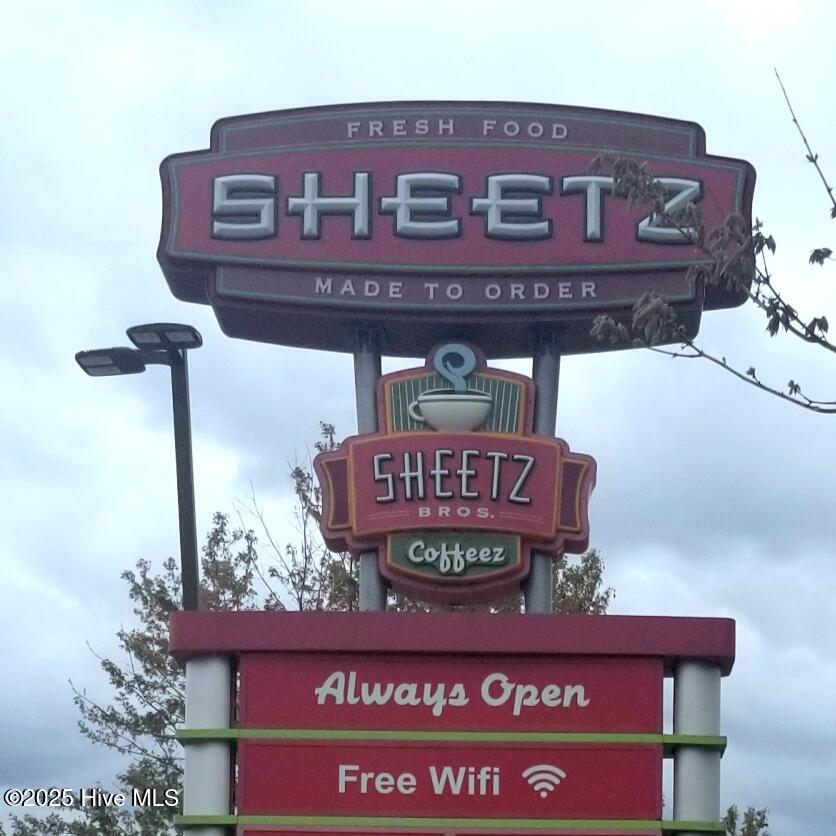 FRESH FOOD
SHEETZ
MADE TO ORDER
SHEETZ
BROS.
Coffeez
Always Open
Free Wifi
©2025 Hive MLS